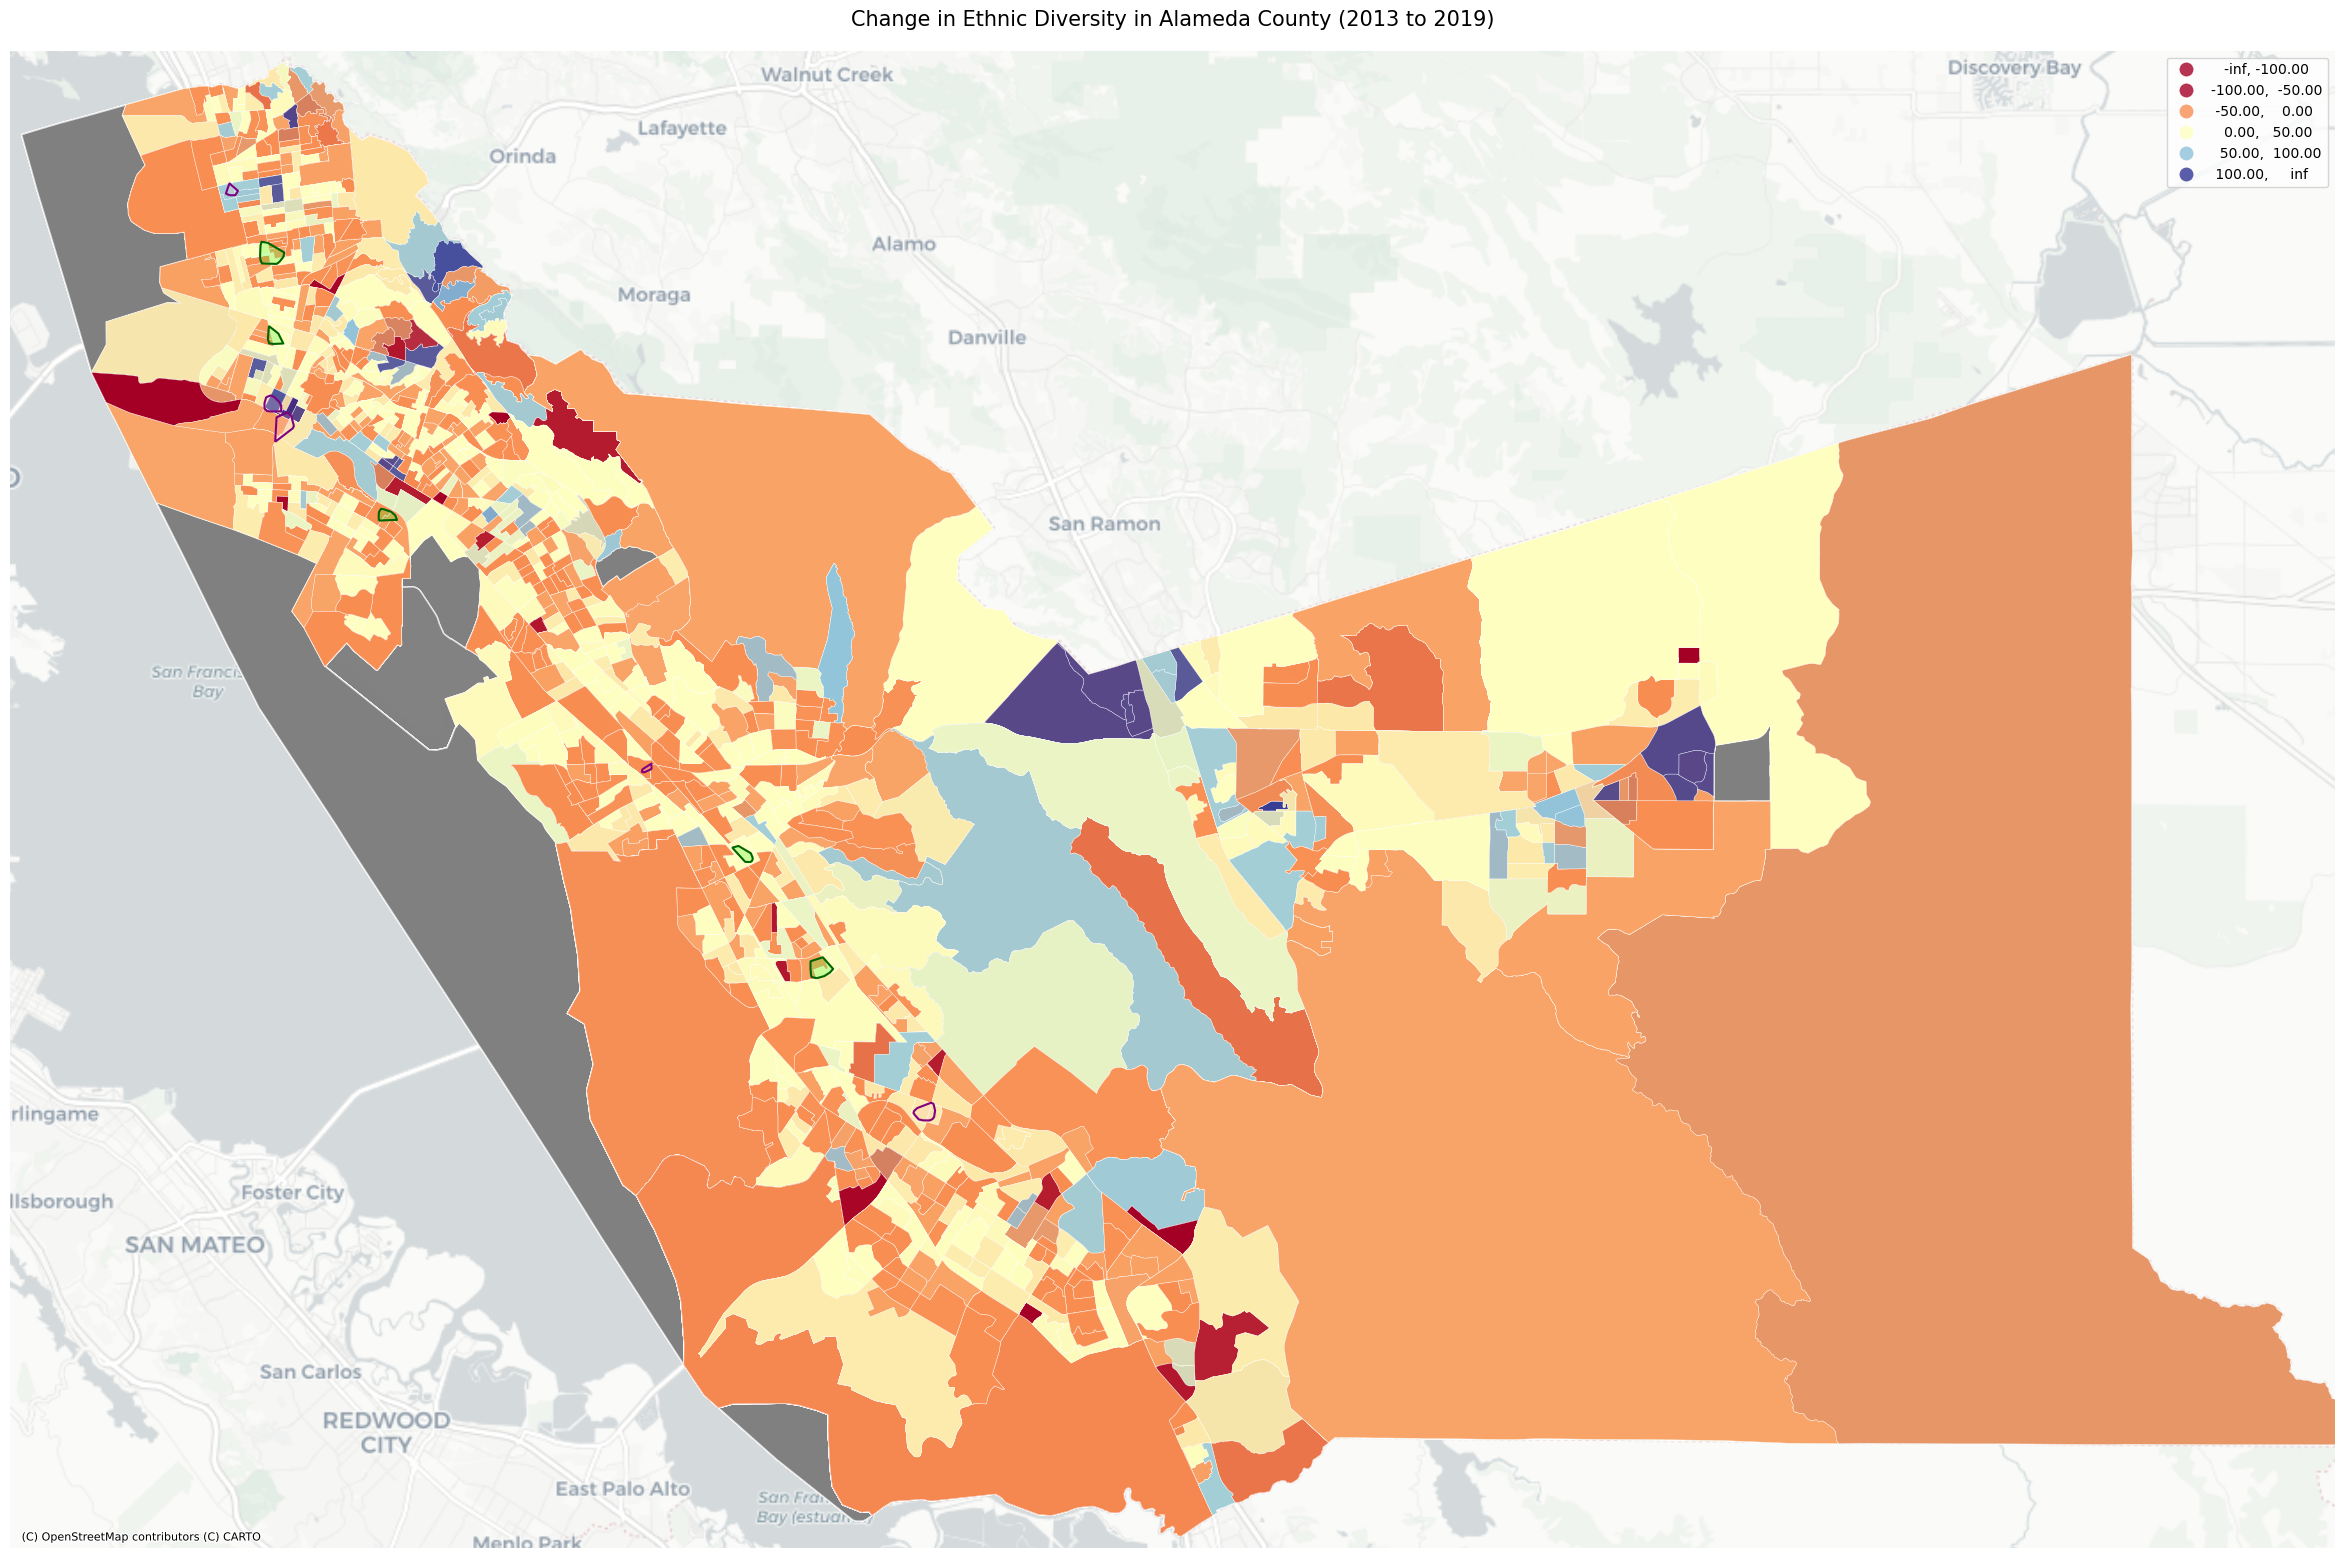 Change in Ethnic Diversity in Alameda County (2013 to 2019)
Walnut Creek
Discovery Bay
-inf, -100.00
-100.00, -50.00
-50.00, 0.00
0.00, 50.00
50.00, 100.00
100.00, inf
Lafayette
Orinda
Alamo
Moraga
Danville
San Ramon
San Francis
Bay
rlingame
Foster City
llsborough
SAN MATEO
San Carlos
REDWOOD
CITY
East Palo Alto
San Fran
Bay (estua
(C) OpenStreetMap contributors (C) CARTO
Menlo Park